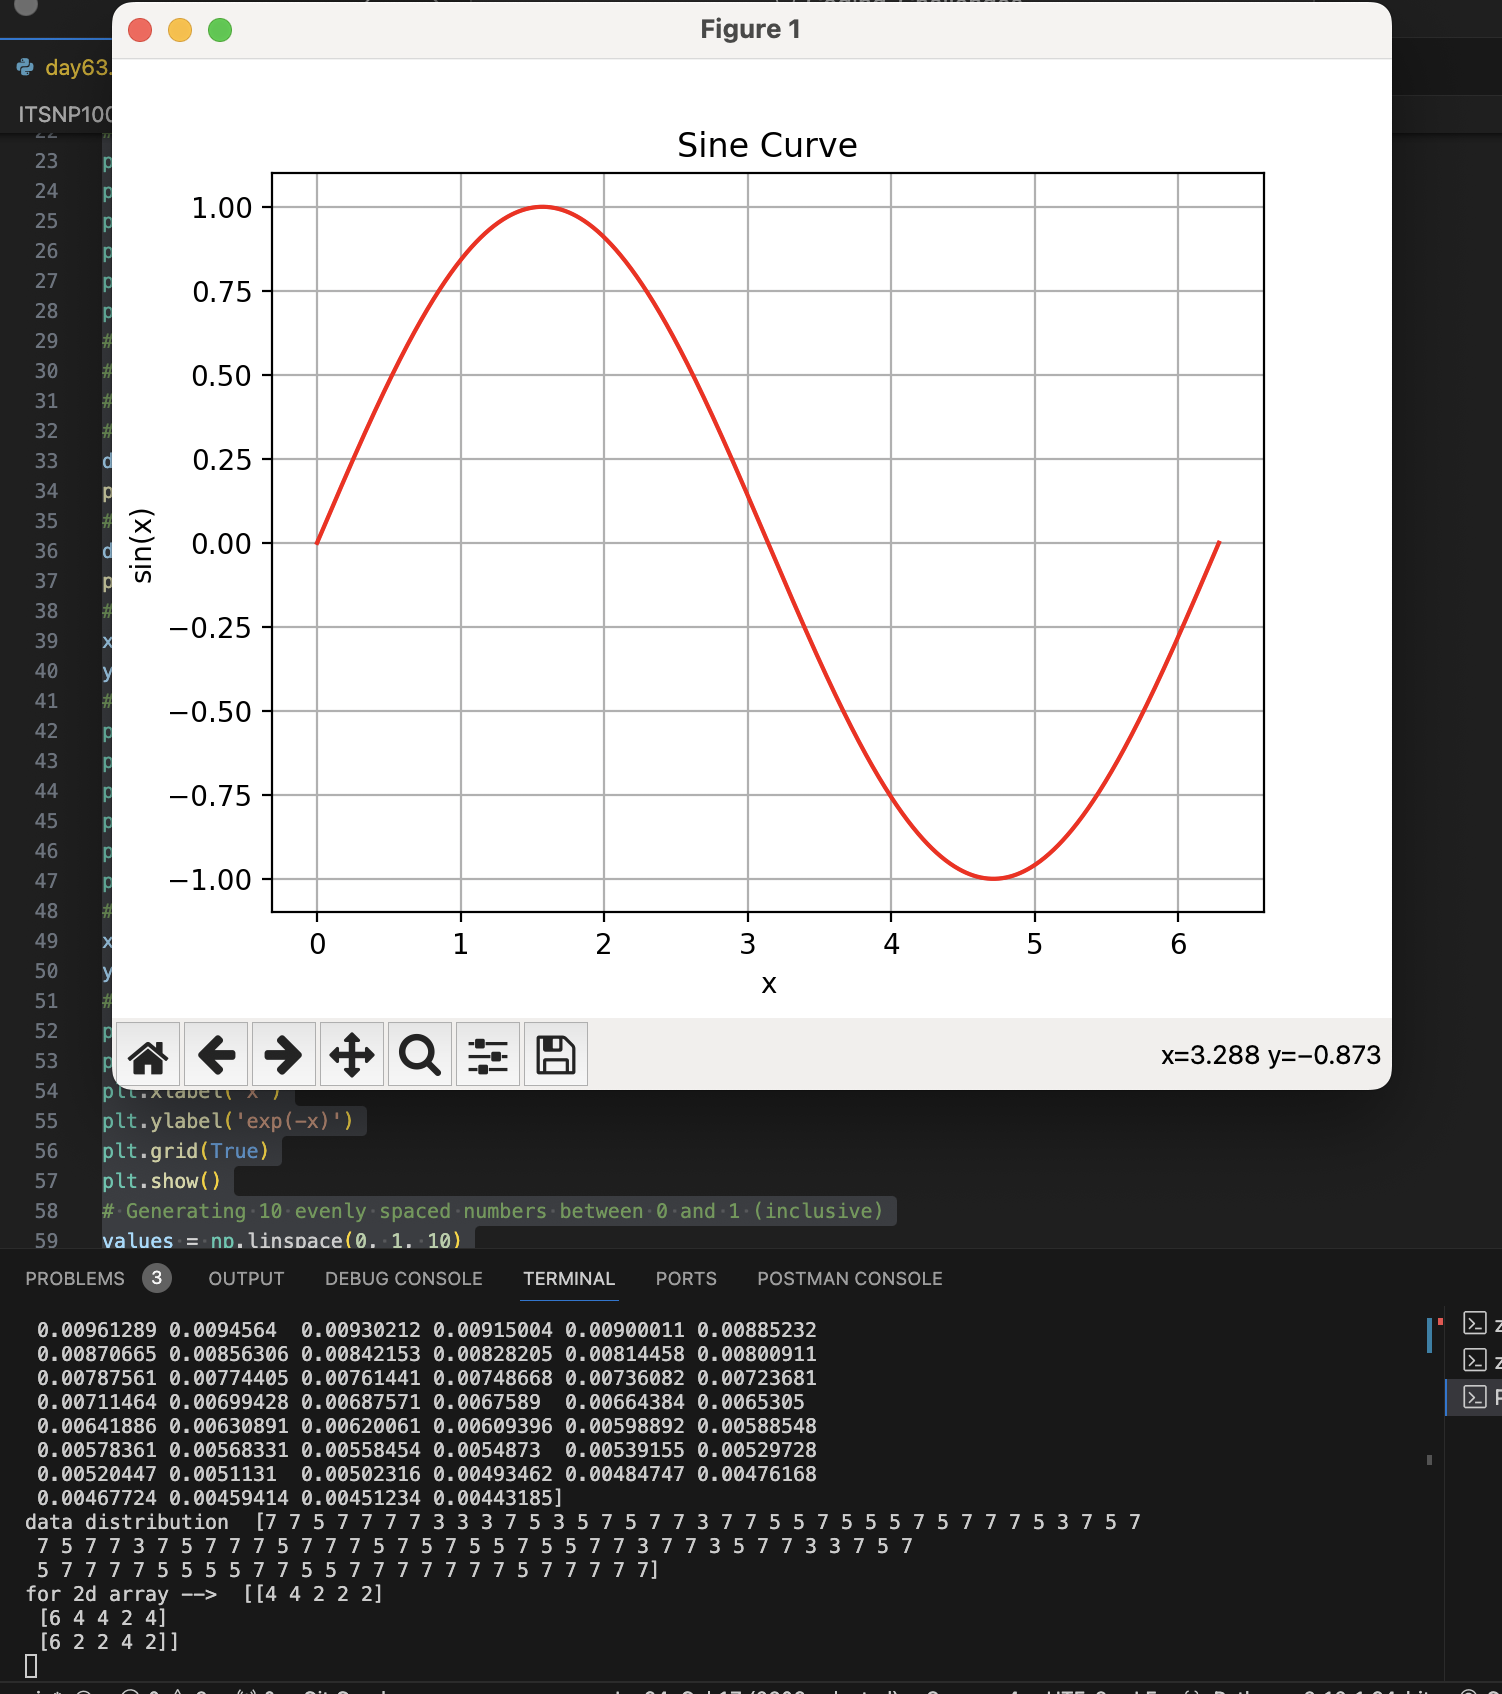 Figure 1
day63.
ITSNP100
Sine Curve
1.00
0.75
0.50
0.25
0.00
−0.25
−0.50
−0.75
−1.00
sin(x)
0 1 2 3 4 5 6
x
x=3.288 y=−0.873
22 #
23 p
24 p
25 p
26 p
27 p
28 p
29 #
30 #
31 #
32 #
33 d
34 p
35 #
36 d
37 p
38 #
39 x
40 y
41 #
42 p
43 p
44 p
45 p
46 p
47 p
48 #
49 x
50 y
51 #
52 p
53 p
54 plt.xlabel('x')
55 plt.ylabel('exp(-x)')
56 plt.grid(True)
57 plt.show()
58 # Generating 10 evenly spaced numbers between 0 and 1 (inclusive)
59 values = np.linspace(0, 1, 10)
PROBLEMS 3 OUTPUT DEBUG CONSOLE TERMINAL PORTS POSTMAN CONSOLE
0.00961289 0.0094564 0.00930212 0.00915004 0.00900011 0.00885232
0.00870665 0.00856306 0.00842153 0.00828205 0.00814458 0.00800911
0.00787561 0.00774405 0.00761441 0.00748668 0.00736082 0.00723681
0.00711464 0.00699428 0.00687571 0.0067589 0.00664384 0.0065305
0.00641886 0.00630891 0.00620061 0.00609396 0.00598892 0.00588548
0.00578361 0.00568331 0.00558454 0.0054873 0.00539155 0.00529728
0.00520447 0.0051131 0.00502316 0.00493462 0.00484747 0.00476168
0.00467724 0.00459414 0.00451234 0.00443185]
data distribution [7 7 5 7 7 7 7 3 3 3 7 5 3 5 7 5 7 7 3 7 7 5 5 7 5 5 5 7 5 7 7 7 5 3 7 5 7
7 5 7 7 3 7 5 7 7 7 5 7 7 7 5 7 5 7 5 5 7 5 5 7 7 3 7 7 3 5 7 7 3 3 7 5 7
5 7 7 7 7 5 5 5 5 7 7 5 5 7 7 7 7 7 7 7 5 7 7 7 7 7]
for 2d array --> [[4 4 2 2 2]
[6 4 4 2 4]
[6 2 2 4 2]]